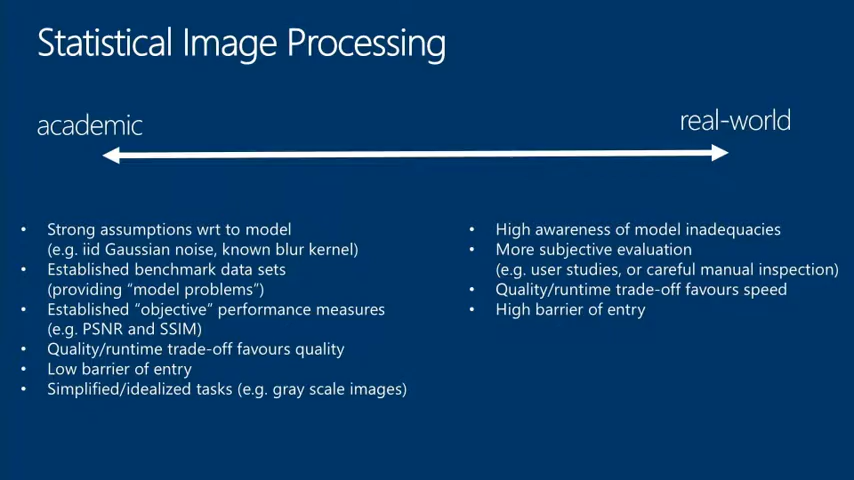 Statistical Image Processing
academic
real-world
• Strong assumptions wrt to model
(e.g. iid Gaussian noise, known blur kernel)
• Established benchmark data sets
(providing “model problems”)
• Established “objective” performance measures
(e.g. PSNR and SSIM)
• Quality/runtime trade-off favours quality
• Low barrier of entry
• Simplified/idealized tasks (e.g. gray scale images)
• High awareness of model inadequacies
• More subjective evaluation
(e.g. user studies, or careful manual inspection)
• Quality/runtime trade-off favours speed
• High barrier of entry